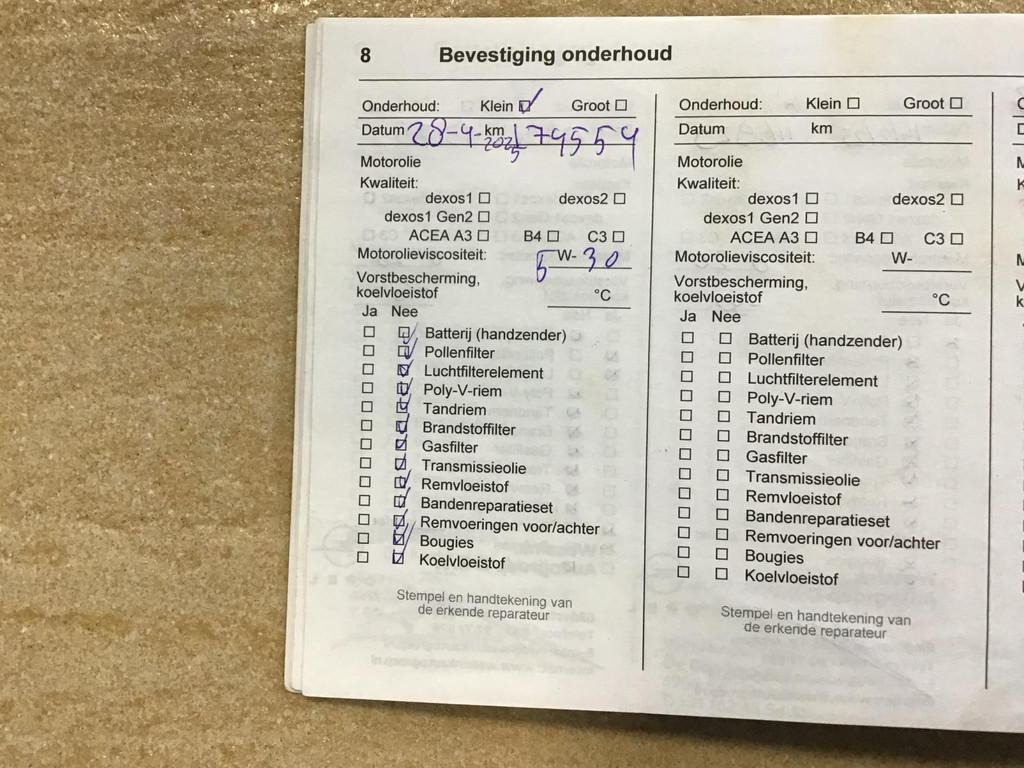 8 Bevestiging onderhoud
Onderhoud: Klein ☑ Groot ☐
Datum 28-4-2025 km 179554
Motorolie
Kwaliteit:
dexos1 ☐ dexos2 ☐
dexos1 Gen2 ☐
ACEA A3 ☐ B4 ☐ C3 ☐
Motorolieviscositeit: 5 W- 30
Vorstbescherming,
koelvloeistof °C
Ja Nee
☐ ☑ Batterij (handzender)
☐ ☑ Pollenfilter
☐ ☑ Luchtfilterelement
☐ ☑ Poly-V-riem
☐ ☑ Tandriem
☐ ☑ Brandstoffilter
☐ ☑ Gasfilter
☐ ☑ Transmissieolie
☐ ☑ Remvloeistof
☐ ☑ Bandenreparatieset
☐ ☑ Remvoeringen voor/achter
☐ ☑ Bougies
☐ ☑ Koelvloeistof
Stempel en handtekening van
de erkende reparateur
Onderhoud: Klein ☐ Groot ☐
Datum km
Motorolie
Kwaliteit:
dexos1 ☐ dexos2 ☐
dexos1 Gen2 ☐
ACEA A3 ☐ B4 ☐ C3 ☐
Motorolieviscositeit: W-
Vorstbescherming,
koelvloeistof °C
Ja Nee
☐ ☐ Batterij (handzender)
☐ ☐ Pollenfilter
☐ ☐ Luchtfilterelement
☐ ☐ Poly-V-riem
☐ ☐ Tandriem
☐ ☐ Brandstoffilter
☐ ☐ Gasfilter
☐ ☐ Transmissieolie
☐ ☐ Remvloeistof
☐ ☐ Bandenreparatieset
☐ ☐ Remvoeringen voor/achter
☐ ☐ Bougies
☐ ☐ Koelvloeistof
Stempel en handtekening van
de erkende reparateur